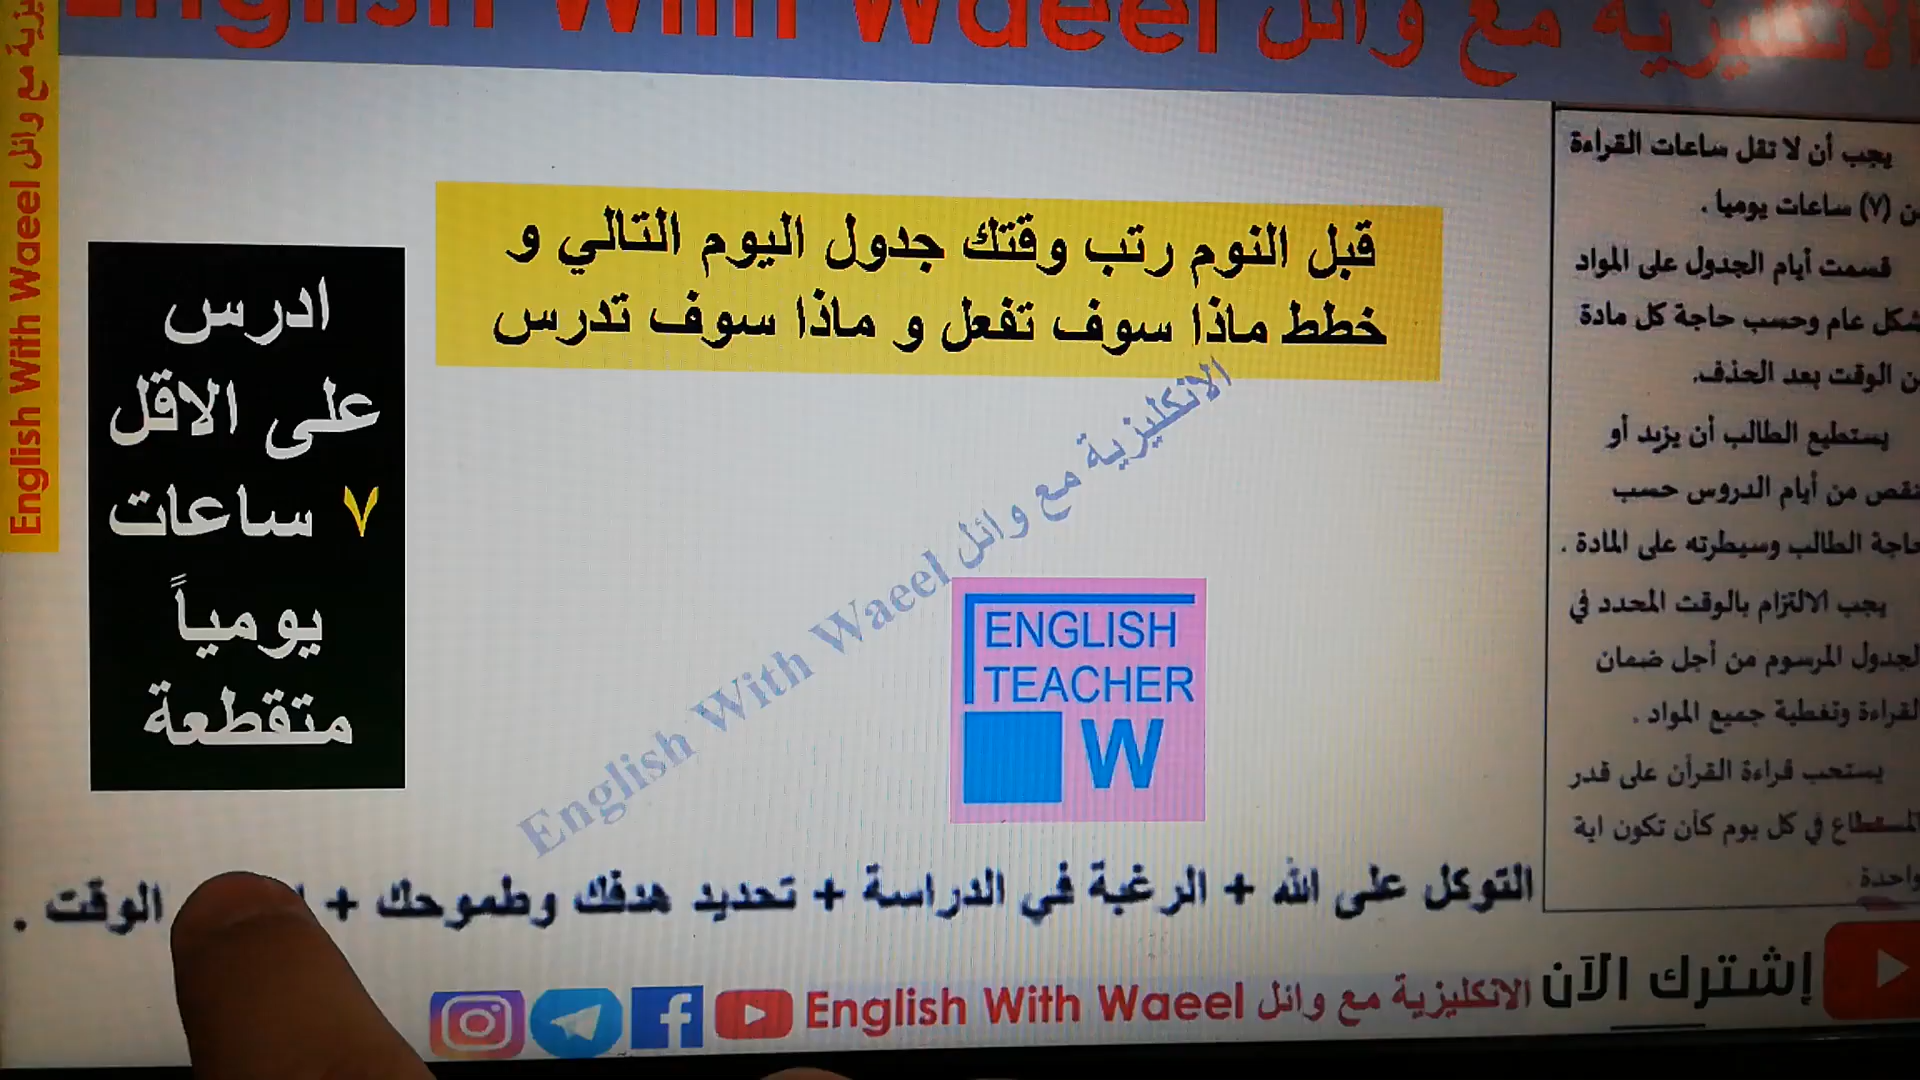 English With Waeel الانكليزية مع وائل
English With Waeel الانكليزية مع وائل
قبل النوم رتب وقتك جدول اليوم التالي و
خطط ماذا سوف تفعل و ماذا سوف تدرس
ادرس
على الاقل
٧ ساعات
يومياً
متقطعة
يجب أن لا تقل ساعات القراءة
(٧) ساعات يوميا .
قسمت أيام الجدول على المواد
عام وحسب حاجة كل مادة
الوقت بعد الحذف.
يستطيع الطالب أن يزيد أو
من أيام الدروس حسب
حاجة الطالب وسيطرته على المادة .
يجب الالتزام بالوقت المحدد في
الجدول المرسوم من أجل ضمان
القراءة وتغطية جميع المواد .
يستحب قراءة القرآن على قدر
المستطاع في كل يوم كأن تكون اية
واحدة .
English With Waeel الانكليزية مع وائل
ENGLISH
TEACHER
W
التوكل على الله + الرغبة في الدراسة + تحديد هدفك وطموحك + الوقت .
English With Waeel الانكليزية مع وائل
إشترك الآن